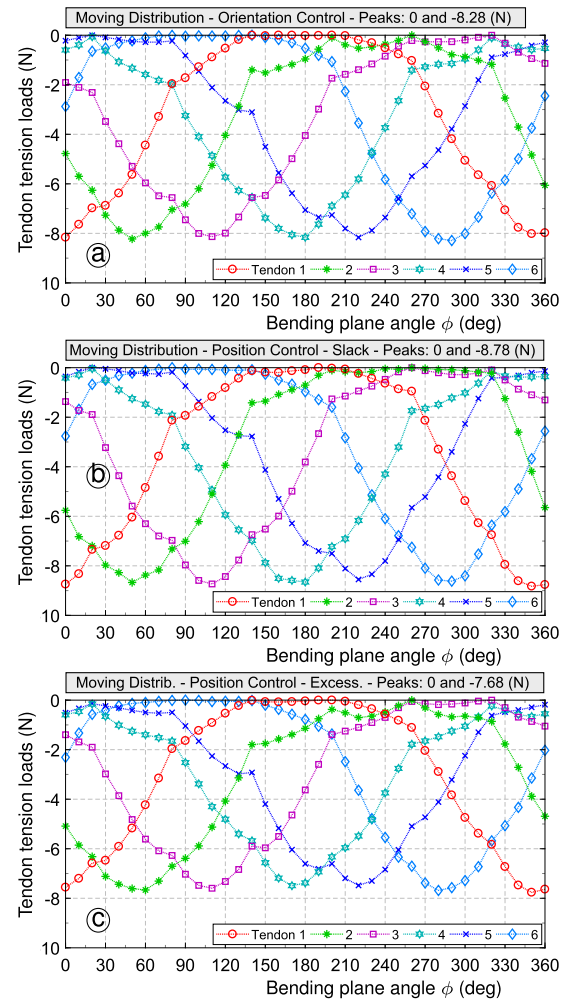 Moving Distribution - Orientation Control - Peaks: 0 and -8.28 (N)
0
-2
-4
-6
-8
10
Tendon tension loads (N)
a
Tendon 1 2 3 4 5 6
0 30 60 90 120 150 180 210 240 270 300 330 360
Bending plane angle ϕ (deg)
Moving Distribution - Position Control - Slack - Peaks: 0 and -8.78 (N)
0
-2
-4
-6
-8
10
Tendon tension loads (N)
b
Tendon 1 2 3 4 5 6
0 30 60 90 120 150 180 210 240 270 300 330 360
Bending plane angle ϕ (deg)
Moving Distrib. - Position Control - Excess. - Peaks: 0 and -7.68 (N)
0
-2
-4
-6
-8
10
Tendon tension loads (N)
c
Tendon 1 2 3 4 5 6
0 30 60 90 120 150 180 210 240 270 300 330 360
Bending plane angle ϕ (deg)